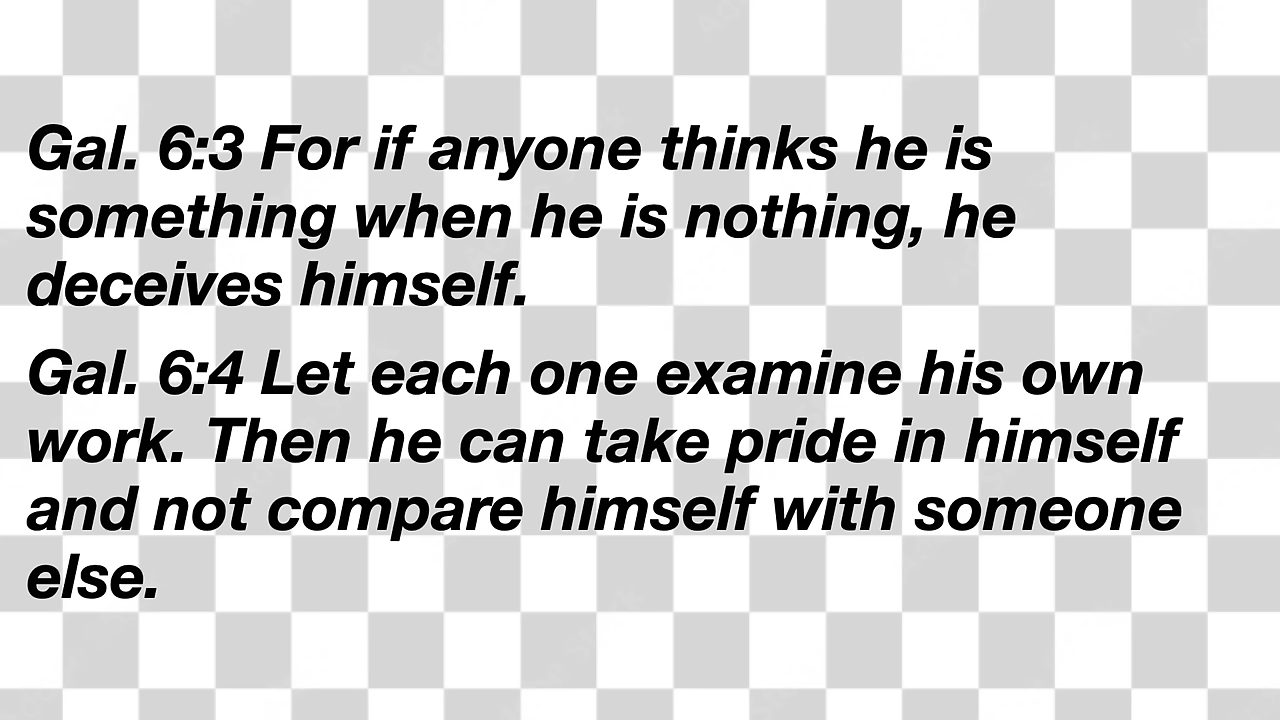 Gal. 6:3 For if anyone thinks he is
something when he is nothing, he
deceives himself.
Gal. 6:4 Let each one examine his own
work. Then he can take pride in himself
and not compare himself with someone
else.